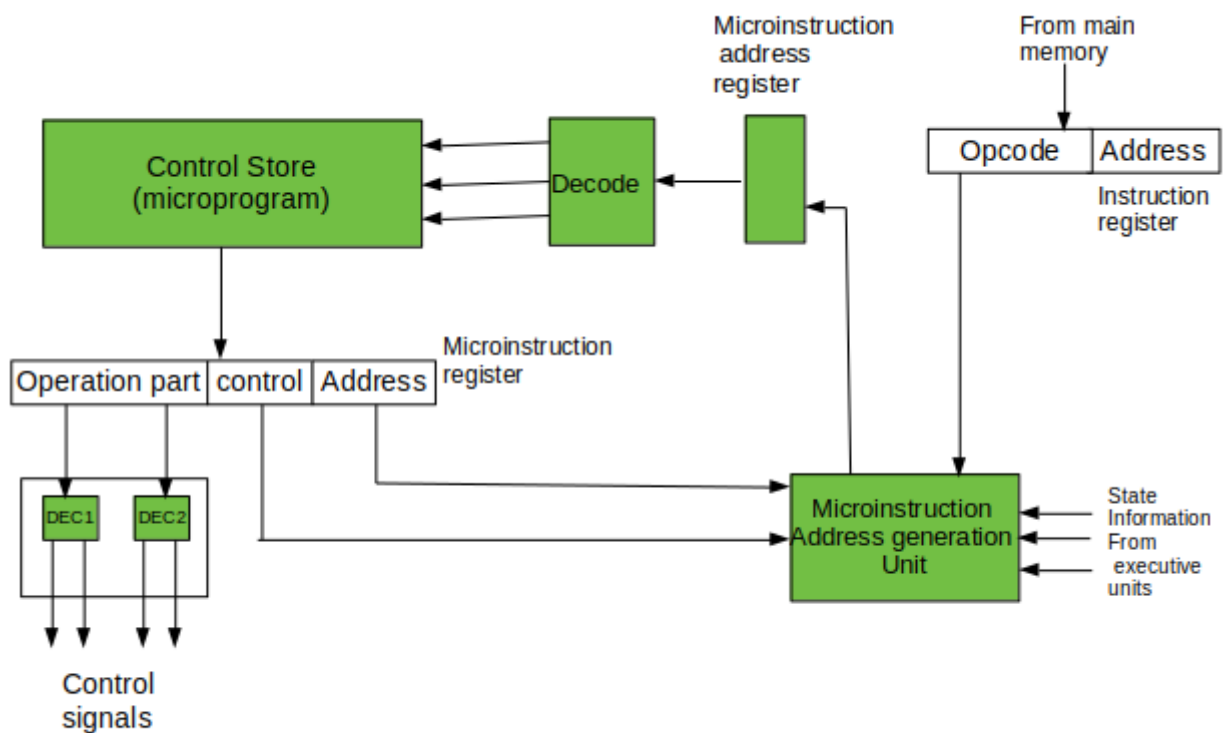 Microinstruction
address
register
From main
memory
Control Store
(microprogram)
Decode
Opcode
Address
Instruction
register
Microinstruction
register
Operation part
control
Address
DEC1
DEC2
Microinstruction
Address generation
Unit
State
Information
From
executive
units
Control
signals